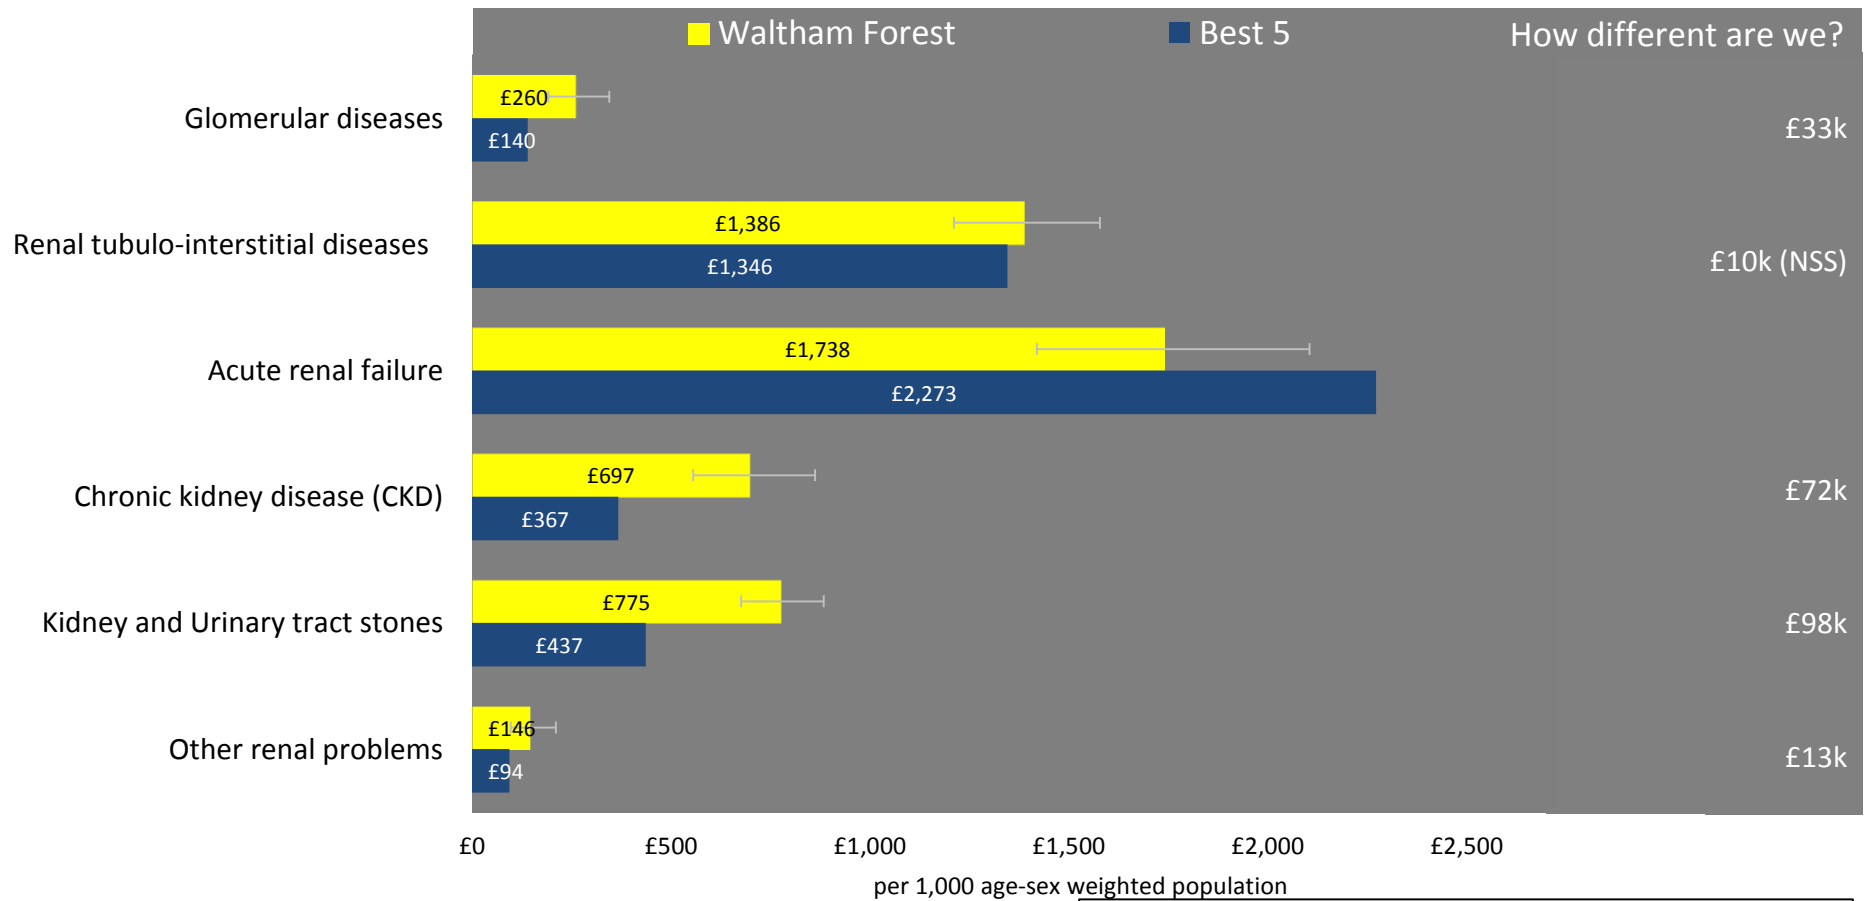 Waltham Forest Best 5 How different are we?
Glomerular diseases £260 £140 £33k
Renal tubulo-interstitial diseases £1,386 £1,346 £10k (NSS)
Acute renal failure £1,738 £2,273
Chronic kidney disease (CKD) £697 £367 £72k
Kidney and Urinary tract stones £775 £437 £98k
Other renal problems £146 £94 £13k
£0 £500 £1,000 £1,500 £2,000 £2,500
per 1,000 age-sex weighted population